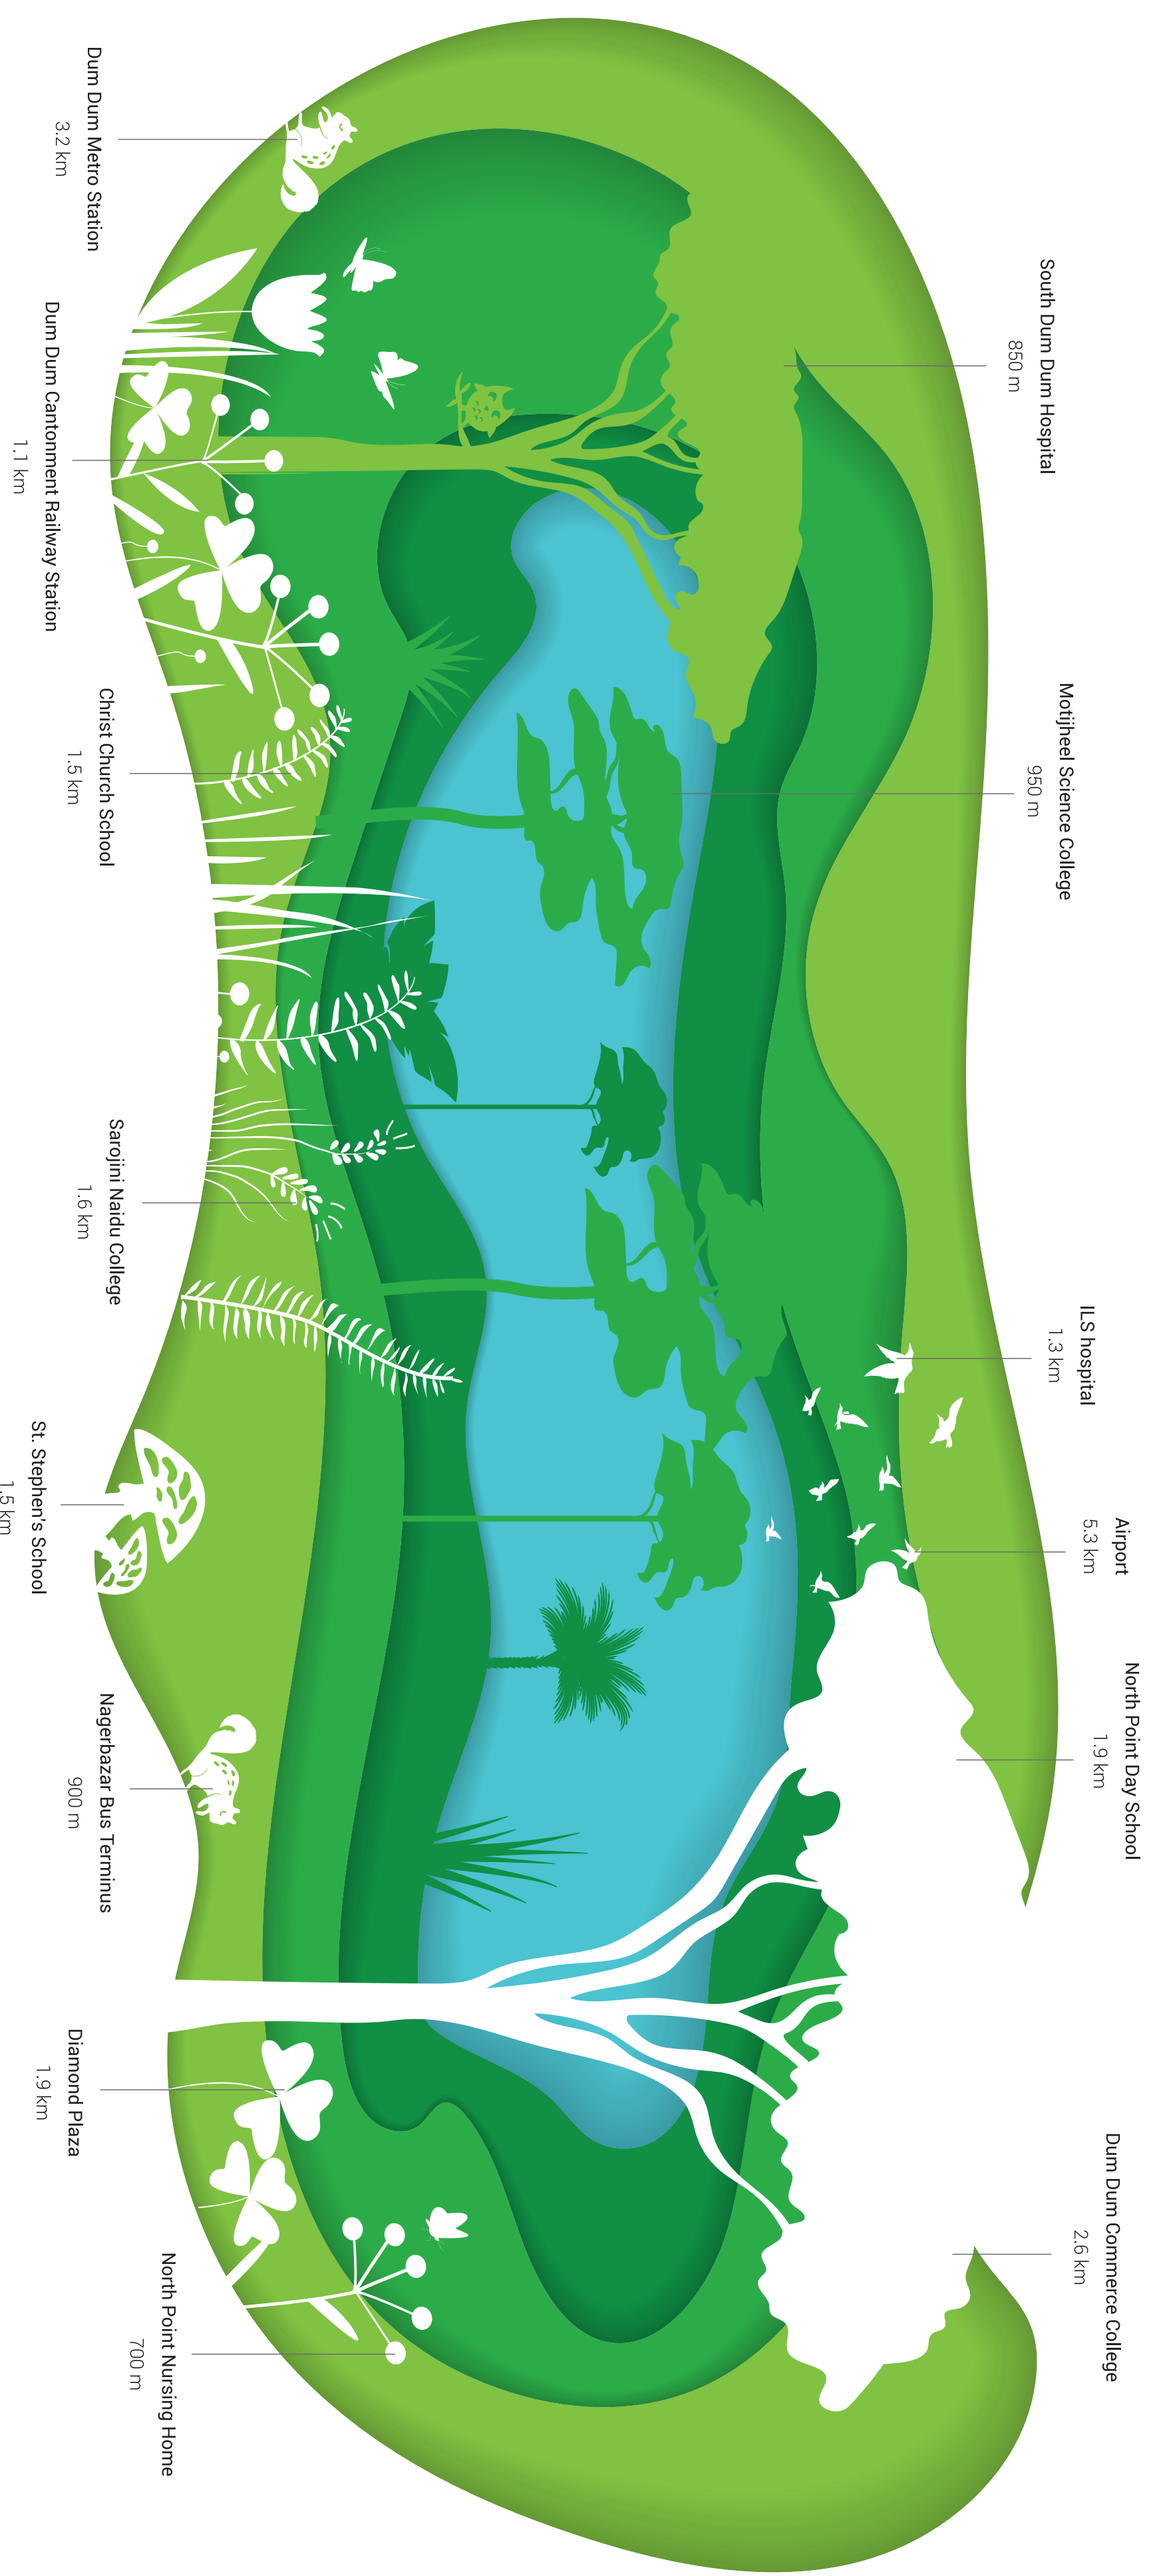 South Dum Dum Hospital
850 m
Motijheel Science College
950 m
ILS hospital
1.3 km
Airport
5.3 km
North Point Day School
1.9 km
Dum Dum Commerce College
2.6 km
Dum Dum Metro Station
3.2 km
Dum Dum Cantonment Railway Station
1.1 km
Christ Church School
1.5 km
Sarojini Naidu College
1.6 km
St. Stephen's School
1.5 km
Nagerbazar Bus Terminus
900 m
Diamond Plaza
1.9 km
North Point Nursing Home
700 m